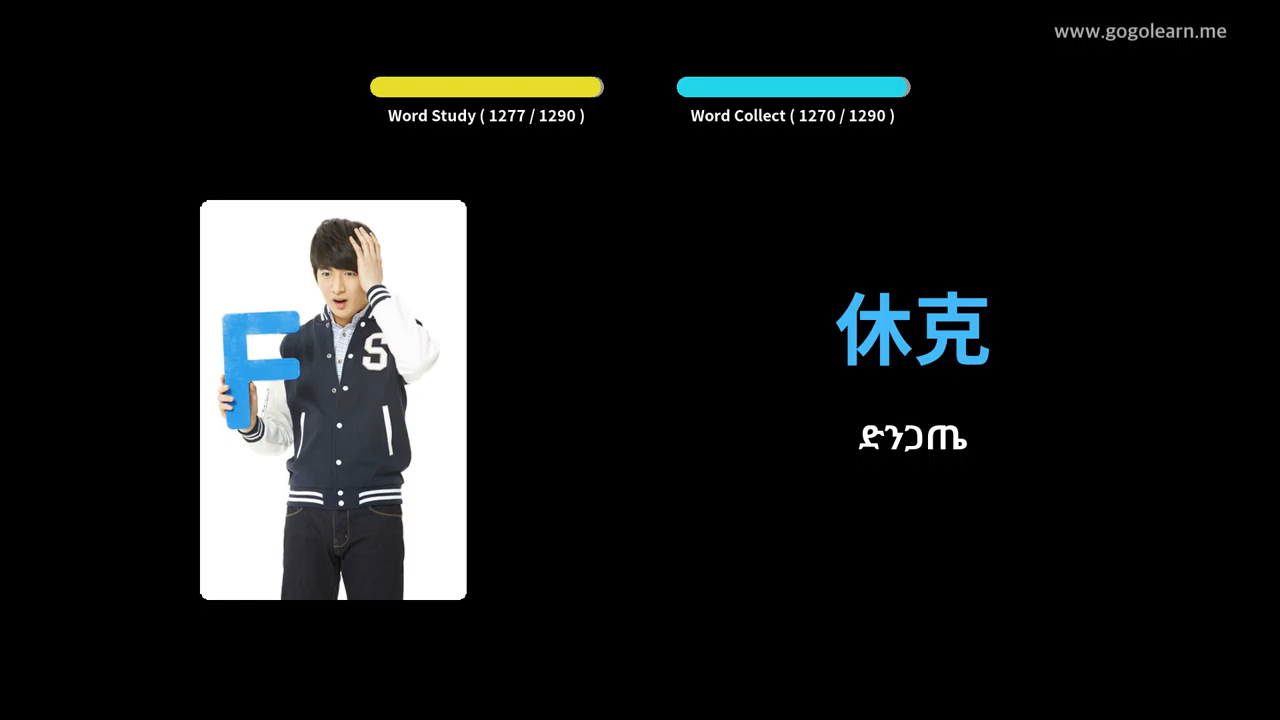 www.gogolearn.me
Word Study ( 1277 / 1290 )
Word Collect ( 1270 / 1290 )
F
S
休克
ድንጋጤ